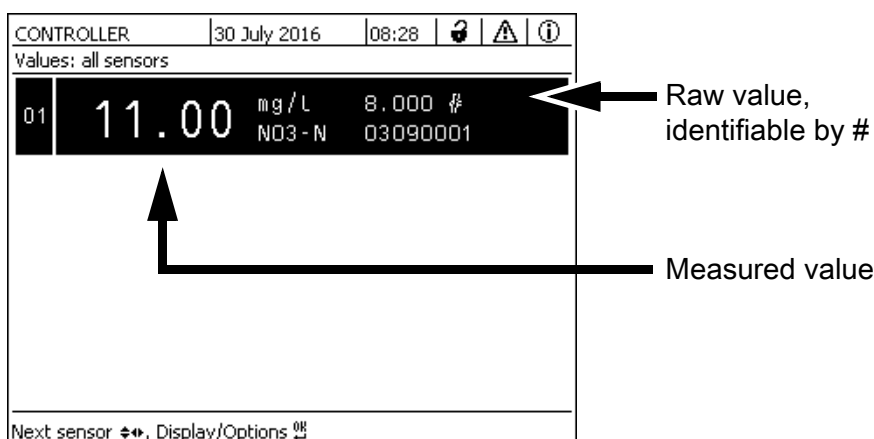 CONTROLLER 30 July 2016 08:28
Values: all sensors
01 11.00 mg/L 8.000 #
NO3-N 03090001
Raw value,
identifiable by #
Measured value
Next sensor , Display/Options OK